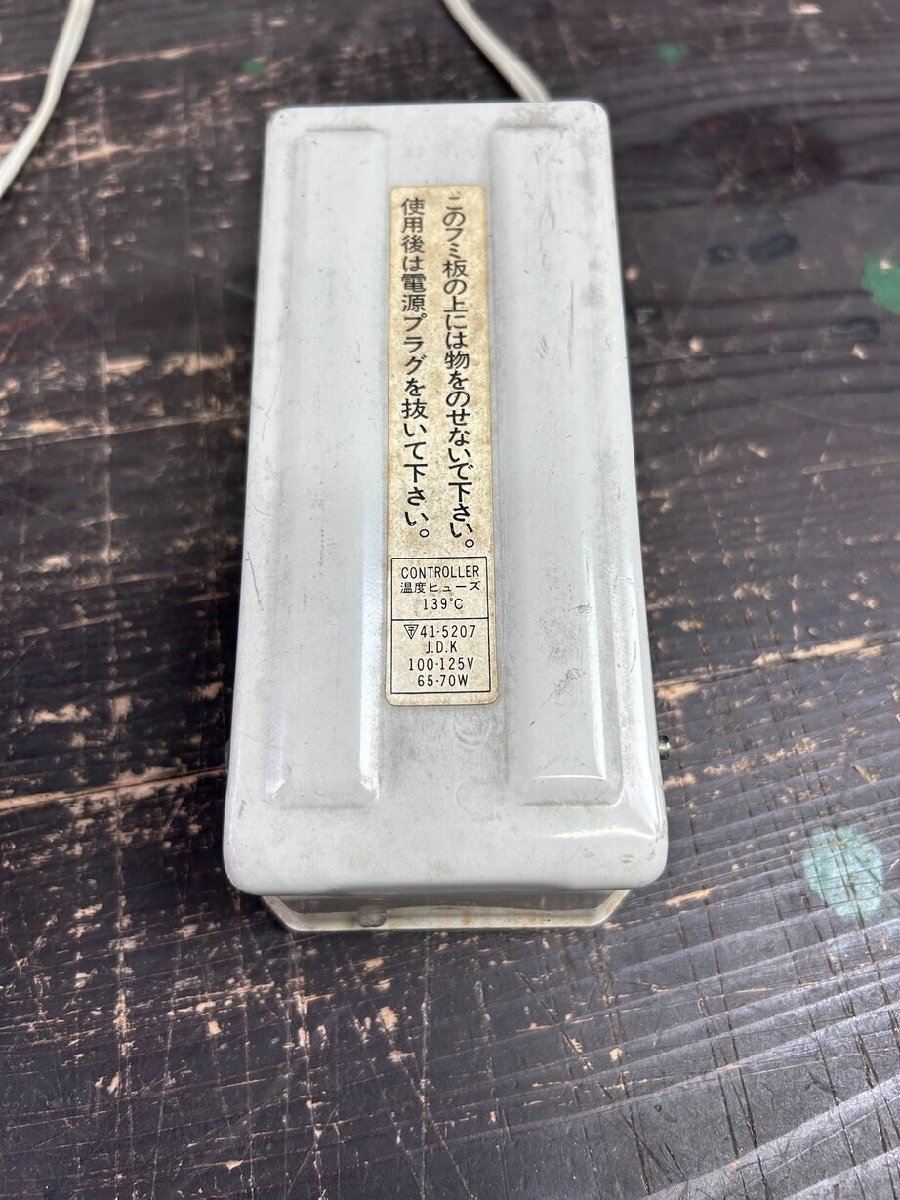 このフミ板の上には物をのせないで下さい。
使用後は電源プラグを抜いて下さい。
CONTROLLER
温度ヒューズ
139°C
〒41-5207
J.D.K
100-125V
65-70W